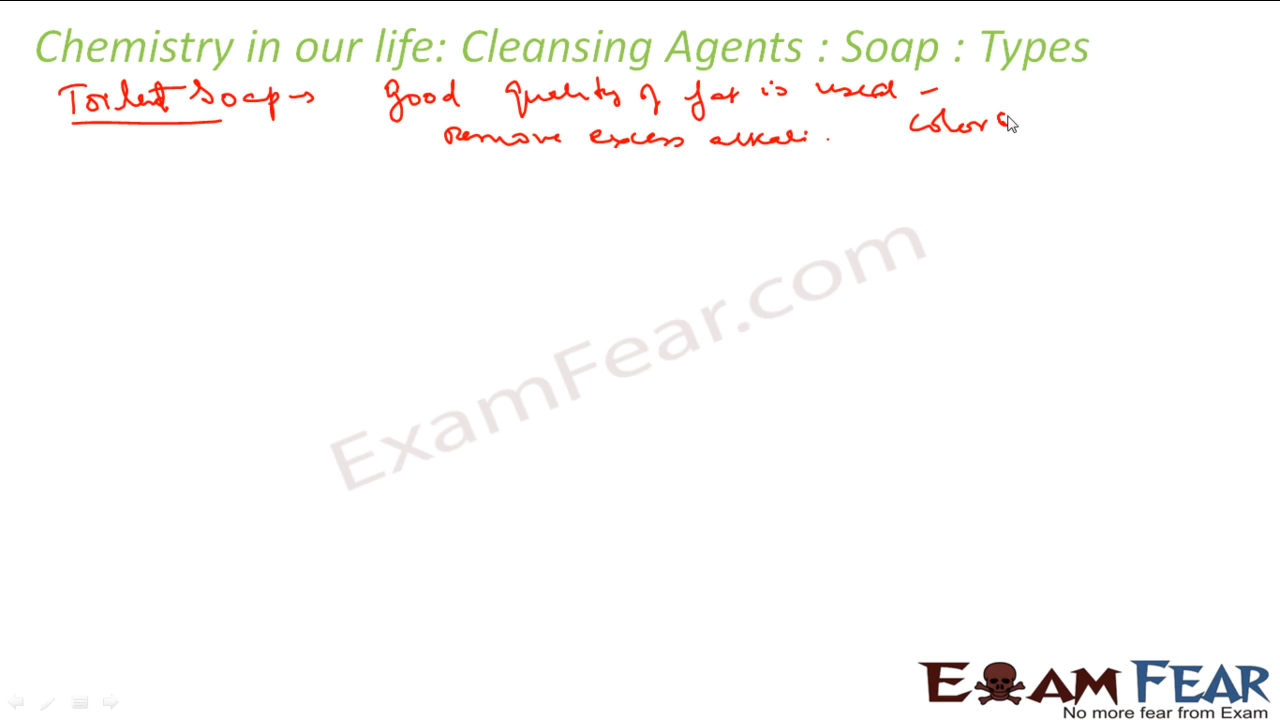 Chemistry in our life: Cleansing Agents : Soap : Types
Toilet Soap → Good quality of fat is used -
Remove excess alkali. color
ExamFear.com
EXAM FEAR
No more fear from Exam